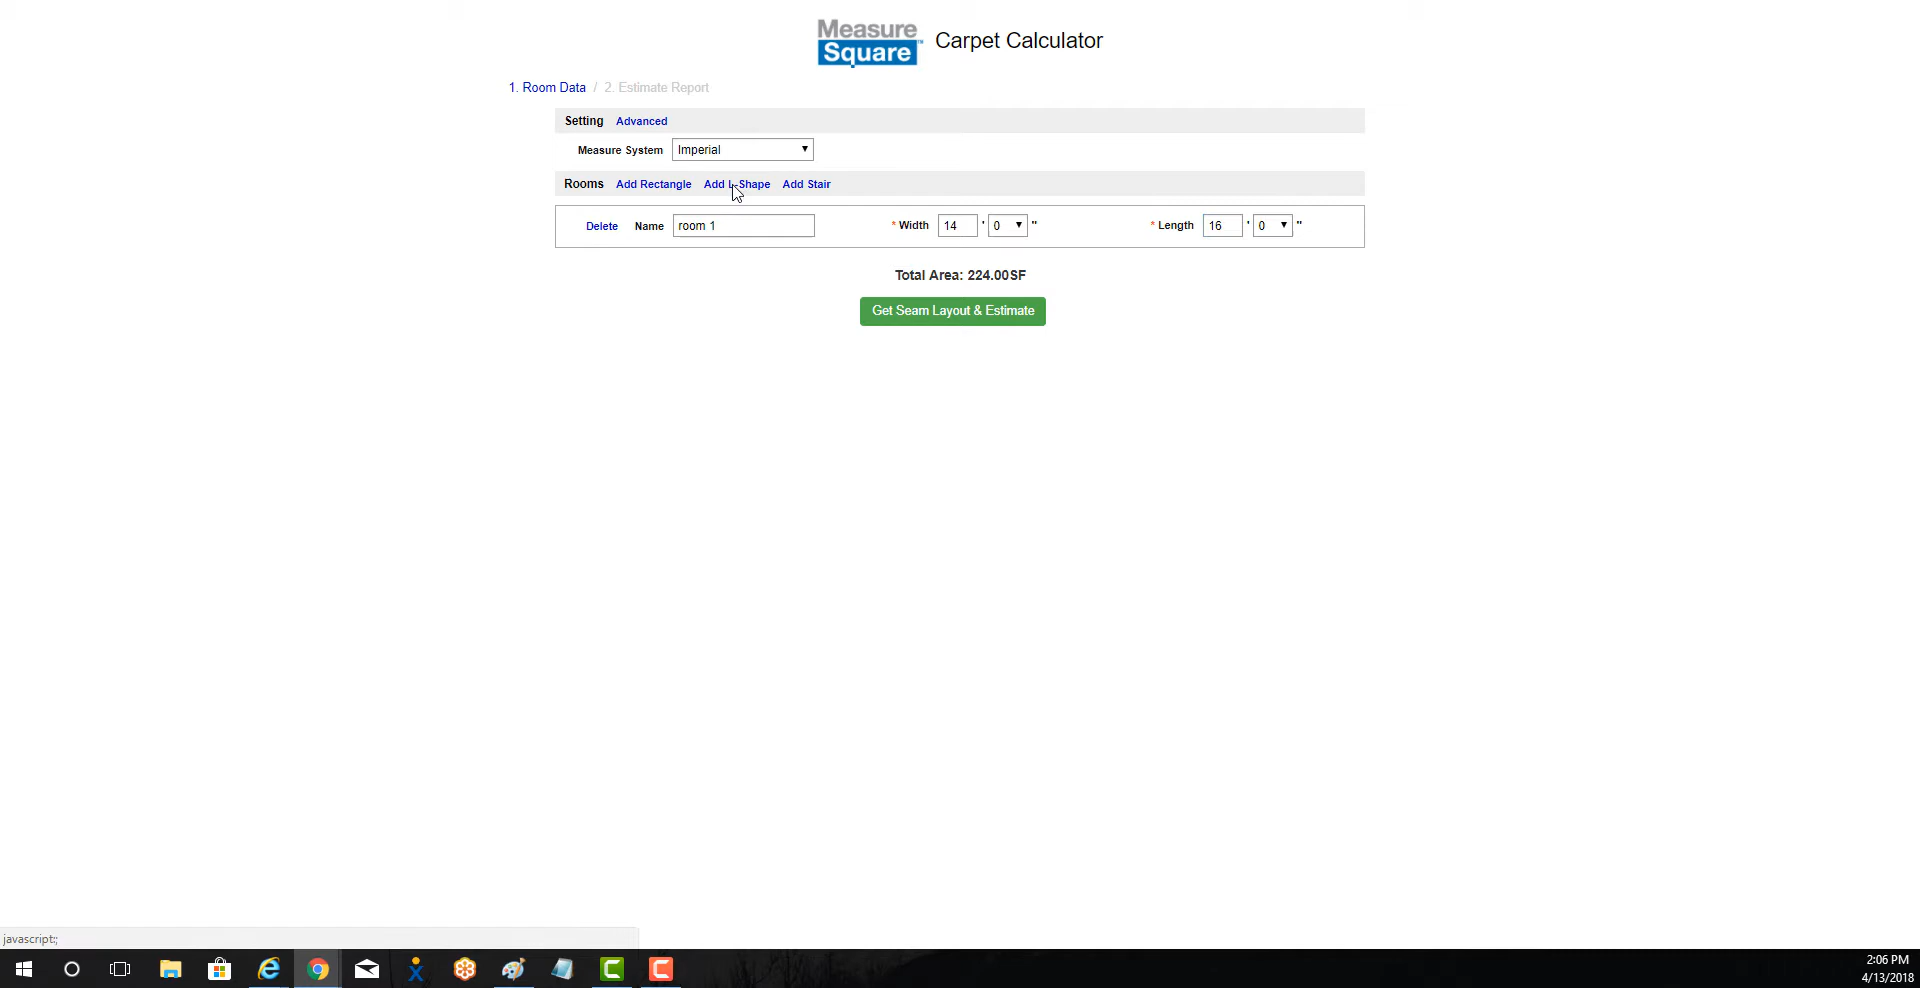 Measure
Square
Carpet Calculator
1. Room Data / 2. Estimate Report
Setting Advanced
Measure System Imperial
Rooms Add Rectangle Add L-Shape Add Stair
Delete Name room 1 * Width 14 ' 0 " * Length 16 ' 0 "
Total Area: 224.00SF
Get Seam Layout & Estimate
javascript:;
2:06 PM
4/13/2018